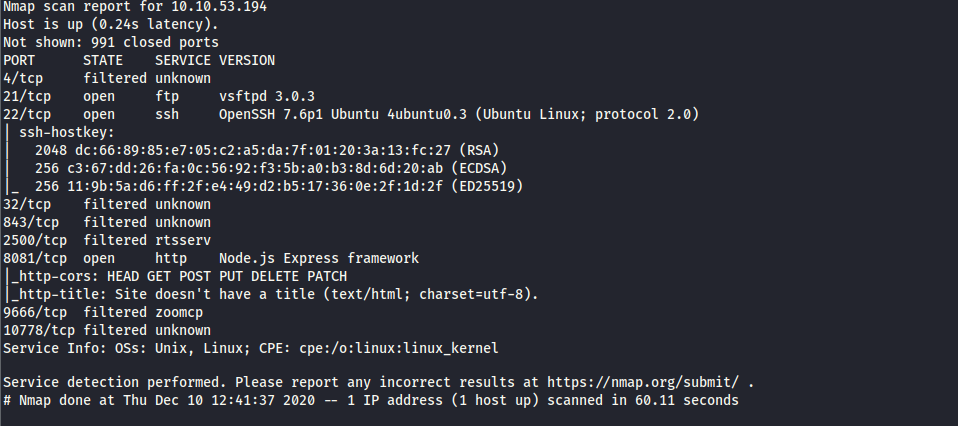 Nmap scan report for 10.10.53.194
Host is up (0.24s latency).
Not shown: 991 closed ports
PORT      STATE    SERVICE VERSION
4/tcp     filtered unknown
21/tcp    open     ftp     vsftpd 3.0.3
22/tcp    open     ssh     OpenSSH 7.6p1 Ubuntu 4ubuntu0.3 (Ubuntu Linux; protocol 2.0)
| ssh-hostkey:
|   2048 dc:66:89:85:e7:05:c2:a5:da:7f:01:20:3a:13:fc:27 (RSA)
|   256 c3:67:dd:26:fa:0c:56:92:f3:5b:a0:b3:8d:6d:20:ab (ECDSA)
|_  256 11:9b:5a:d6:ff:2f:e4:49:d2:b5:17:36:0e:2f:1d:2f (ED25519)
32/tcp    filtered unknown
843/tcp   filtered unknown
2500/tcp  filtered rtsserv
8081/tcp  open     http    Node.js Express framework
|_http-cors: HEAD GET POST PUT DELETE PATCH
|_http-title: Site doesn't have a title (text/html; charset=utf-8).
9666/tcp  filtered zoomcp
10778/tcp filtered unknown
Service Info: OSs: Unix, Linux; CPE: cpe:/o:linux:linux_kernel
Service detection performed. Please report any incorrect results at https://nmap.org/submit/ .
# Nmap done at Thu Dec 10 12:41:37 2020 -- 1 IP address (1 host up) scanned in 60.11 seconds